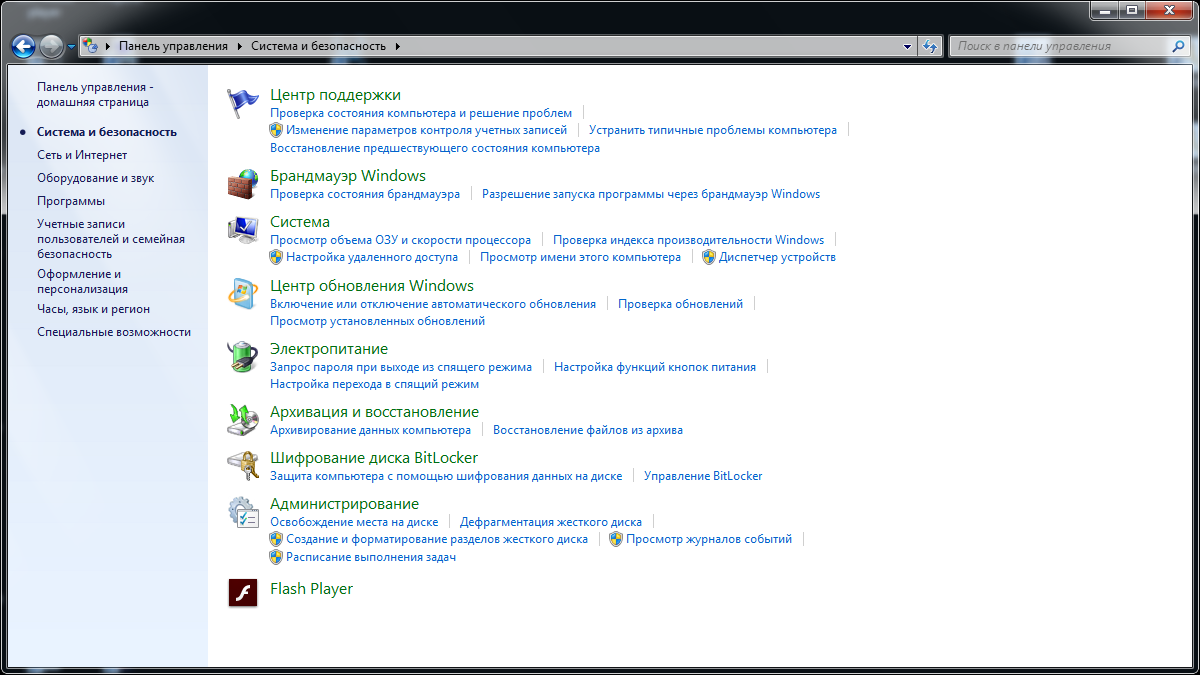 Панель управления
Система и безопасность
Поиск в панели управления
Панель управления -
домашняя страница
Система и безопасность
Сеть и Интернет
Оборудование и звук
Программы
Учетные записи
пользователей и семейная
безопасность
Оформление и
персонализация
Часы, язык и регион
Специальные возможности
Центр поддержки
Проверка состояния компьютера и решение проблем
Изменение параметров контроля учетных записей Устранить типичные проблемы компьютера
Восстановление предшествующего состояния компьютера
Брандмауэр Windows
Проверка состояния брандмауэра Разрешение запуска программы через брандмауэр Windows
Система
Просмотр объема ОЗУ и скорости процессора Проверка индекса производительности Windows
Настройка удаленного доступа Просмотр имени этого компьютера Диспетчер устройств
Центр обновления Windows
Включение или отключение автоматического обновления Проверка обновлений
Просмотр установленных обновлений
Электропитание
Запрос пароля при выходе из спящего режима Настройка функций кнопок питания
Настройка перехода в спящий режим
Архивация и восстановление
Архивирование данных компьютера Восстановление файлов из архива
Шифрование диска BitLocker
Защита компьютера с помощью шифрования данных на диске Управление BitLocker
Администрирование
Освобождение места на диске Дефрагментация жесткого диска
Создание и форматирование разделов жесткого диска Просмотр журналов событий
Расписание выполнения задач
Flash Player